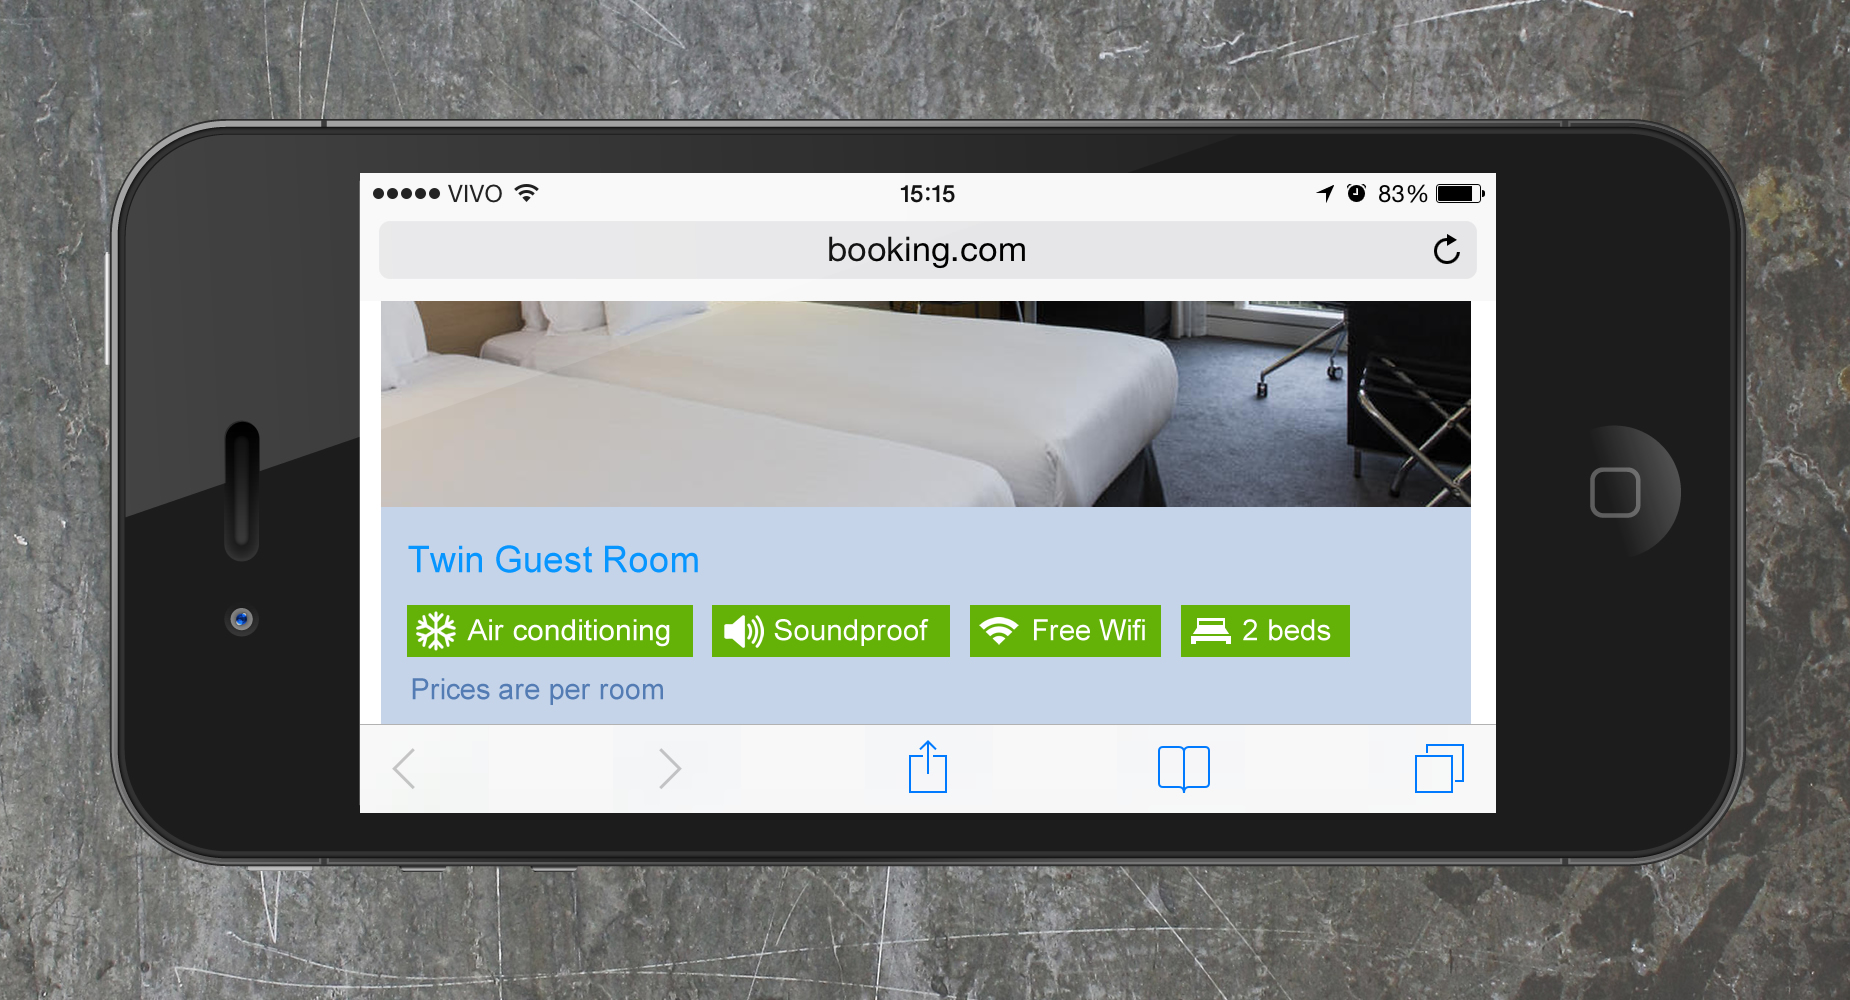 VIVO 15:15 83%
booking.com
Twin Guest Room
Air conditioning Soundproof Free Wifi 2 beds
Prices are per room